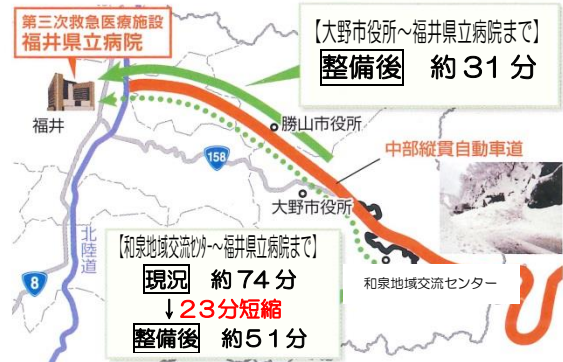 第三次救急医療施設
福井県立病院
【大野市役所~福井県立病院まで】
整備後 約31分
福井
勝山市役所
中部縦貫自動車道
158
大野市役所
北陸道
8
【和泉地域交流ｾﾝﾀｰ~福井県立病院まで】
現況 約74分
↓23分短縮
整備後 約51分
和泉地域交流センター